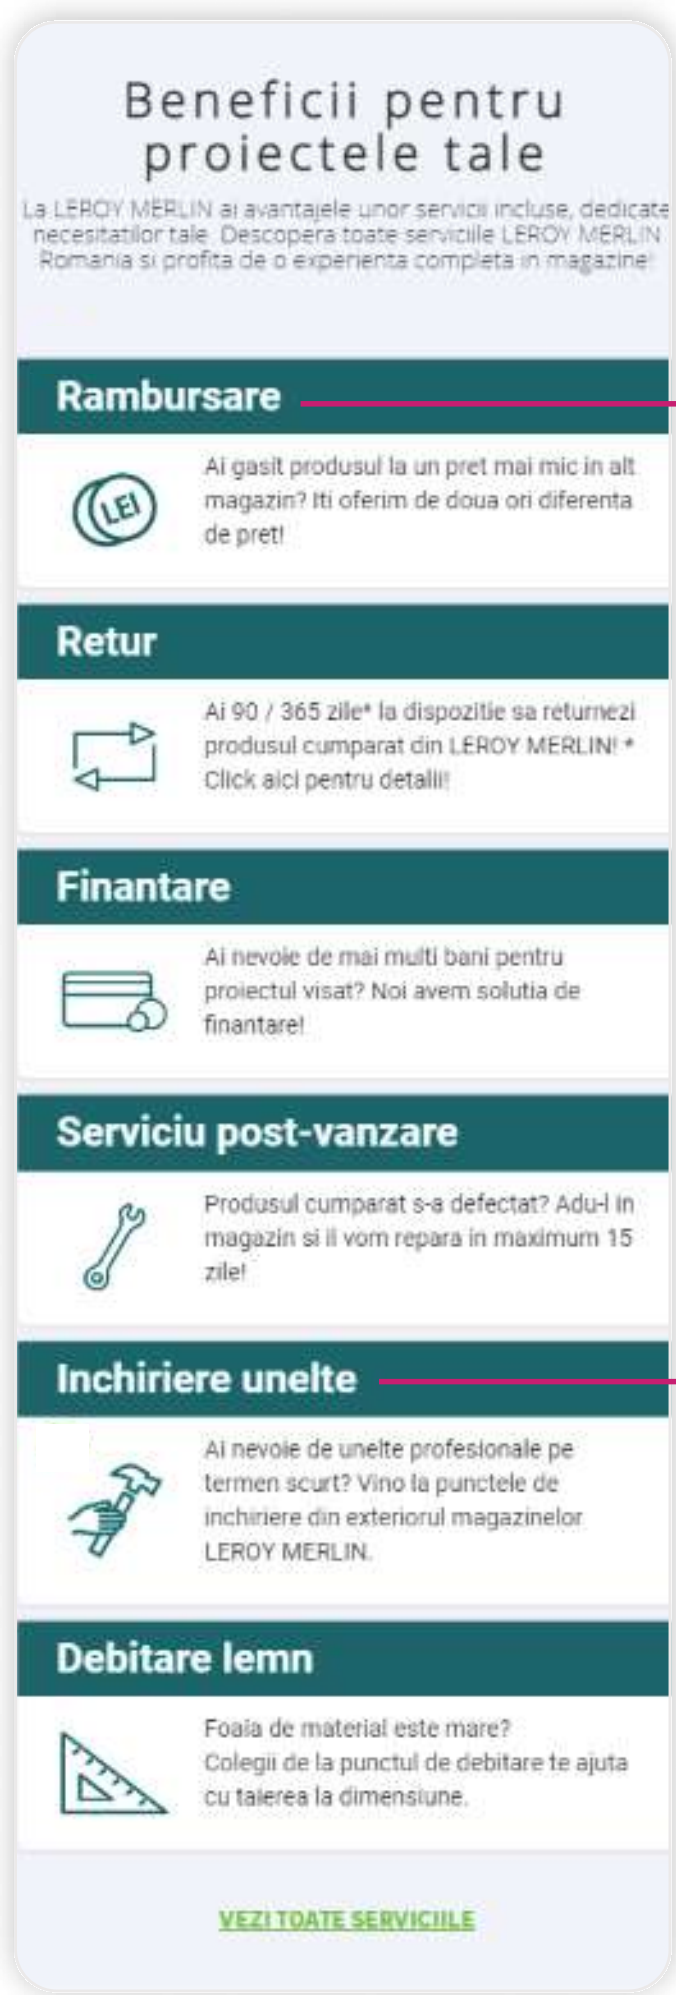 Beneficii pentru
proiectele tale
La LEROY MERLIN ai avantajele unor servicii incluse, dedicate
necesitatilor tale. Descopera toate serviciile LEROY MERLIN
Romania si profita de o experienta completa in magazine!
Rambursare
LEI
Ai gasit produsul la un pret mai mic in alt
magazin? Iti oferim de doua ori diferenta
de pret!
Retur
Ai 90 / 365 zile* la dispozitie sa returnezi
produsul cumparat din LEROY MERLIN! *
Click aici pentru detalii!
Finantare
Ai nevoie de mai multi bani pentru
proiectul visat? Noi avem solutia de
finantare!
Serviciu post-vanzare
Produsul cumparat s-a defectat? Adu-l in
magazin si il vom repara in maximum 15
zile!
Inchiriere unelte
Ai nevoie de unelte profesionale pe
termen scurt? Vino la punctele de
inchiriere din exteriorul magazinelor
LEROY MERLIN.
Debitare lemn
Foaia de material este mare?
Colegii de la punctul de debitare te ajuta
cu taierea la dimensiune.
VEZI TOATE SERVICIILE